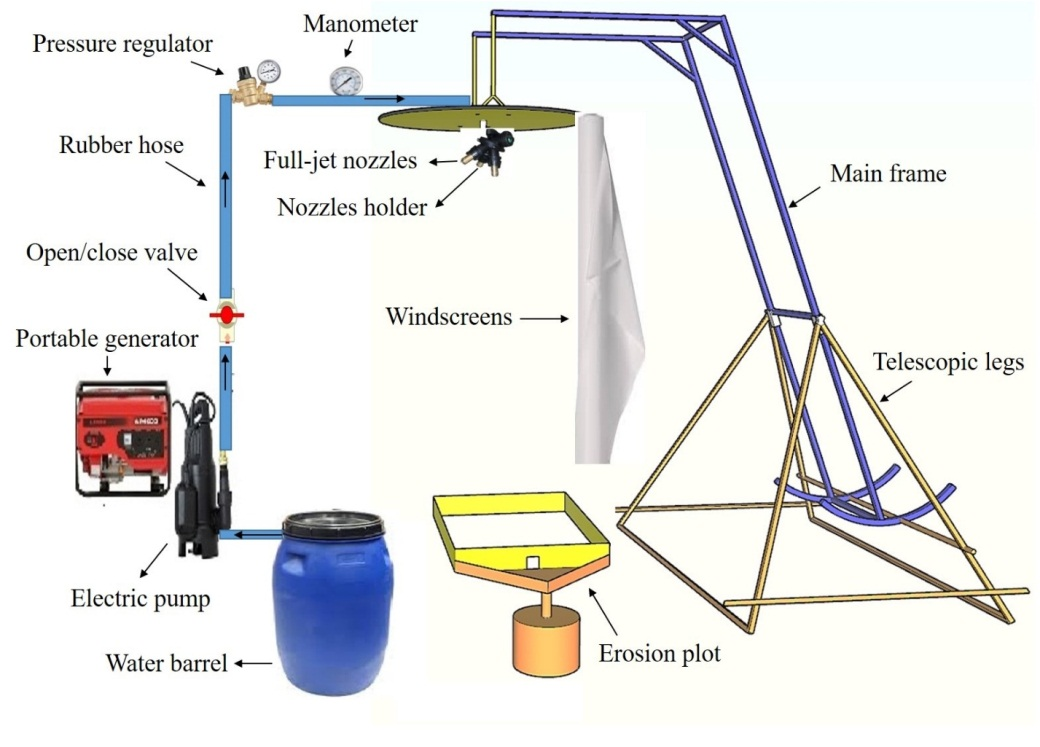 Manometer
Pressure regulator
Rubber hose
Full-jet nozzles
Nozzles holder
Main frame
Open/close valve
Windscreens
Portable generator
Telescopic legs
Electric pump
Water barrel
Erosion plot